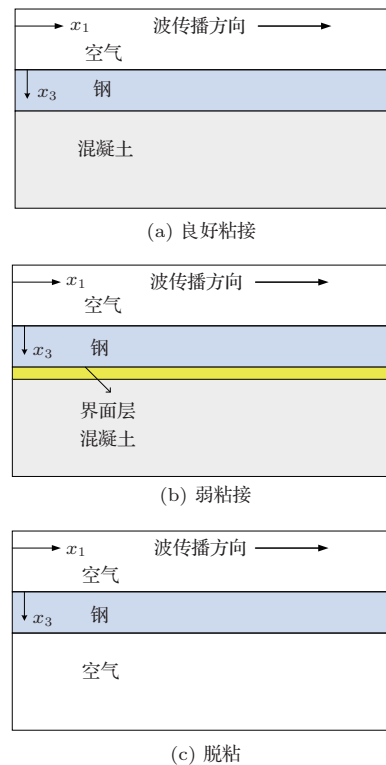 x₁ 波传播方向
空气
x₃ 钢
混凝土
(a) 良好粘接
x₁ 波传播方向
空气
x₃ 钢
界面层
混凝土
(b) 弱粘接
x₁ 波传播方向
空气
x₃ 钢
空气
(c) 脱粘